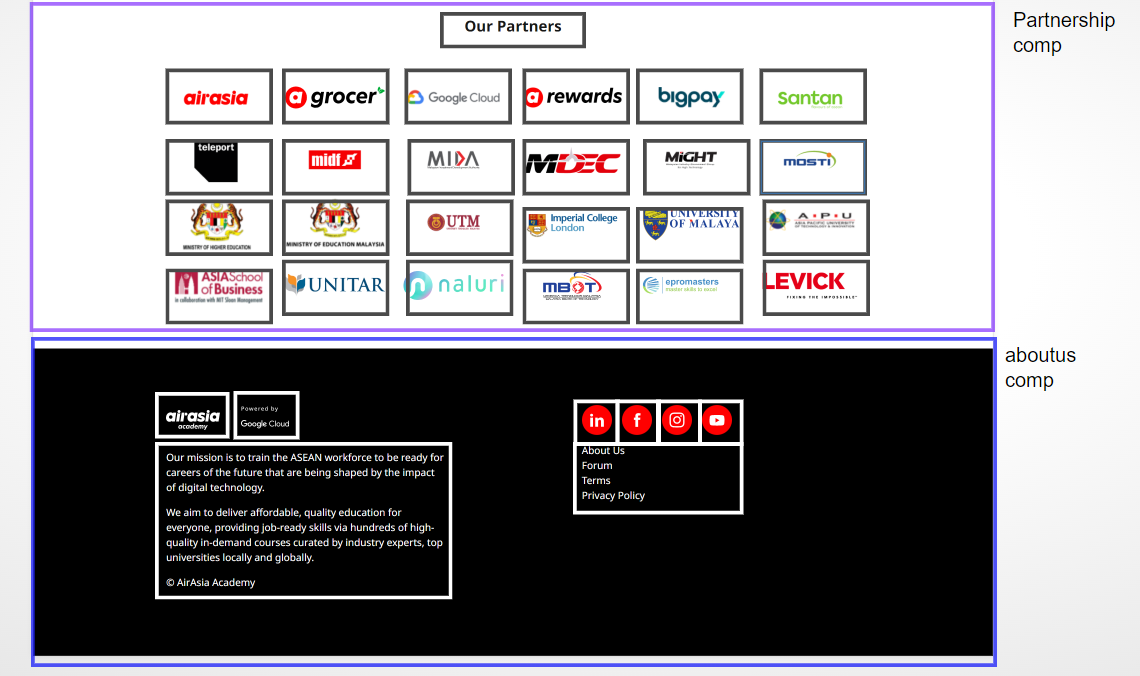 Our Partners
Partnership
comp
airasia
grocer
Google Cloud
rewards
bigpay
santan
teleport
midf
MIDA
MDEC
MiGHT
MOSTI
MINISTRY OF HIGHER EDUCATION
MINISTRY OF EDUCATION MALAYSIA
UTM
Imperial College
London
UNIVERSITY
OF MALAYA
A.P.U
ASIA PACIFIC UNIVERSITY
OF TECHNOLOGY & INNOVATION
ASIA School
of Business
in collaboration with MIT Sloan Management
UNITAR
naluri
MBOT
epromasters
master skills to excel
LEVICK
FIXING THE IMPOSSIBLE
aboutus
comp
airasia
academy
Powered by
Google Cloud
Our mission is to train the ASEAN workforce to be ready for
careers of the future that are being shaped by the impact
of digital technology.
We aim to deliver affordable, quality education for
everyone, providing job-ready skills via hundreds of high-
quality in-demand courses curated by industry experts, top
universities locally and globally.
© AirAsia Academy
in
f
About Us
Forum
Terms
Privacy Policy